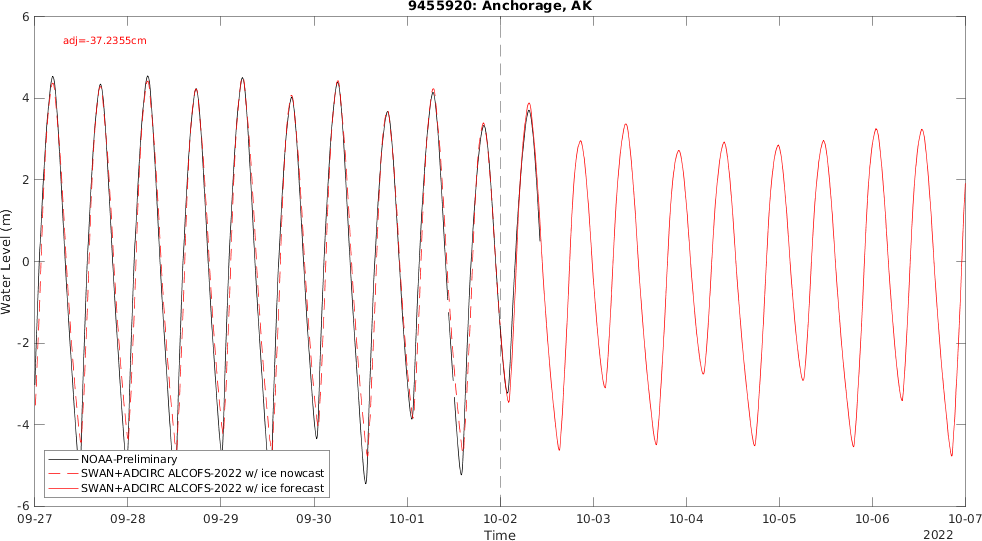 9455920: Anchorage, AK
adj=-37.2355cm
Water Level (m)
6
4
2
0
-2
-4
-6
NOAA-Preliminary
SWAN+ADCIRC ALCOFS-2022 w/ ice nowcast
SWAN+ADCIRC ALCOFS-2022 w/ ice forecast
09-27 09-28 09-29 09-30 10-01 10-02 10-03 10-04 10-05 10-06 10-07
Time
2022